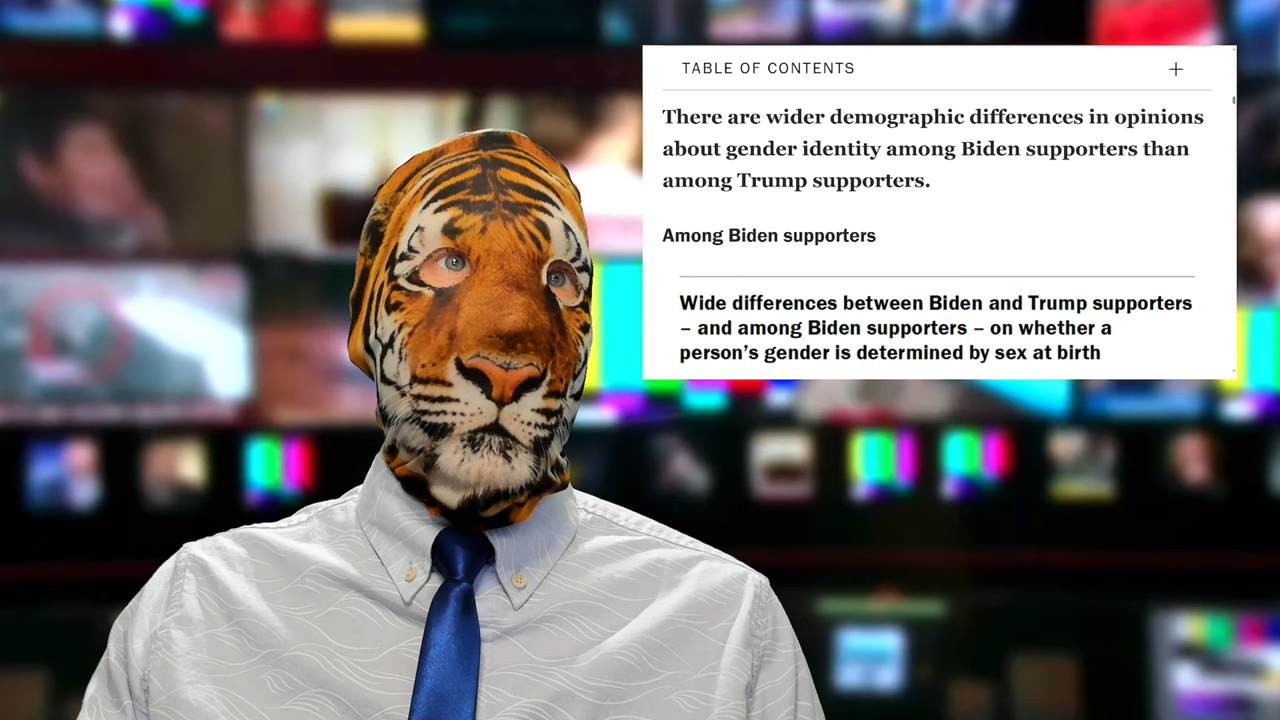 TABLE OF CONTENTS +
There are wider demographic differences in opinions
about gender identity among Biden supporters than
among Trump supporters.
Among Biden supporters
Wide differences between Biden and Trump supporters
– and among Biden supporters – on whether a
person’s gender is determined by sex at birth